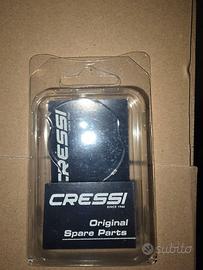 CRESSI
CRESSI
SINCE 1946
Original
Spare Parts
subito